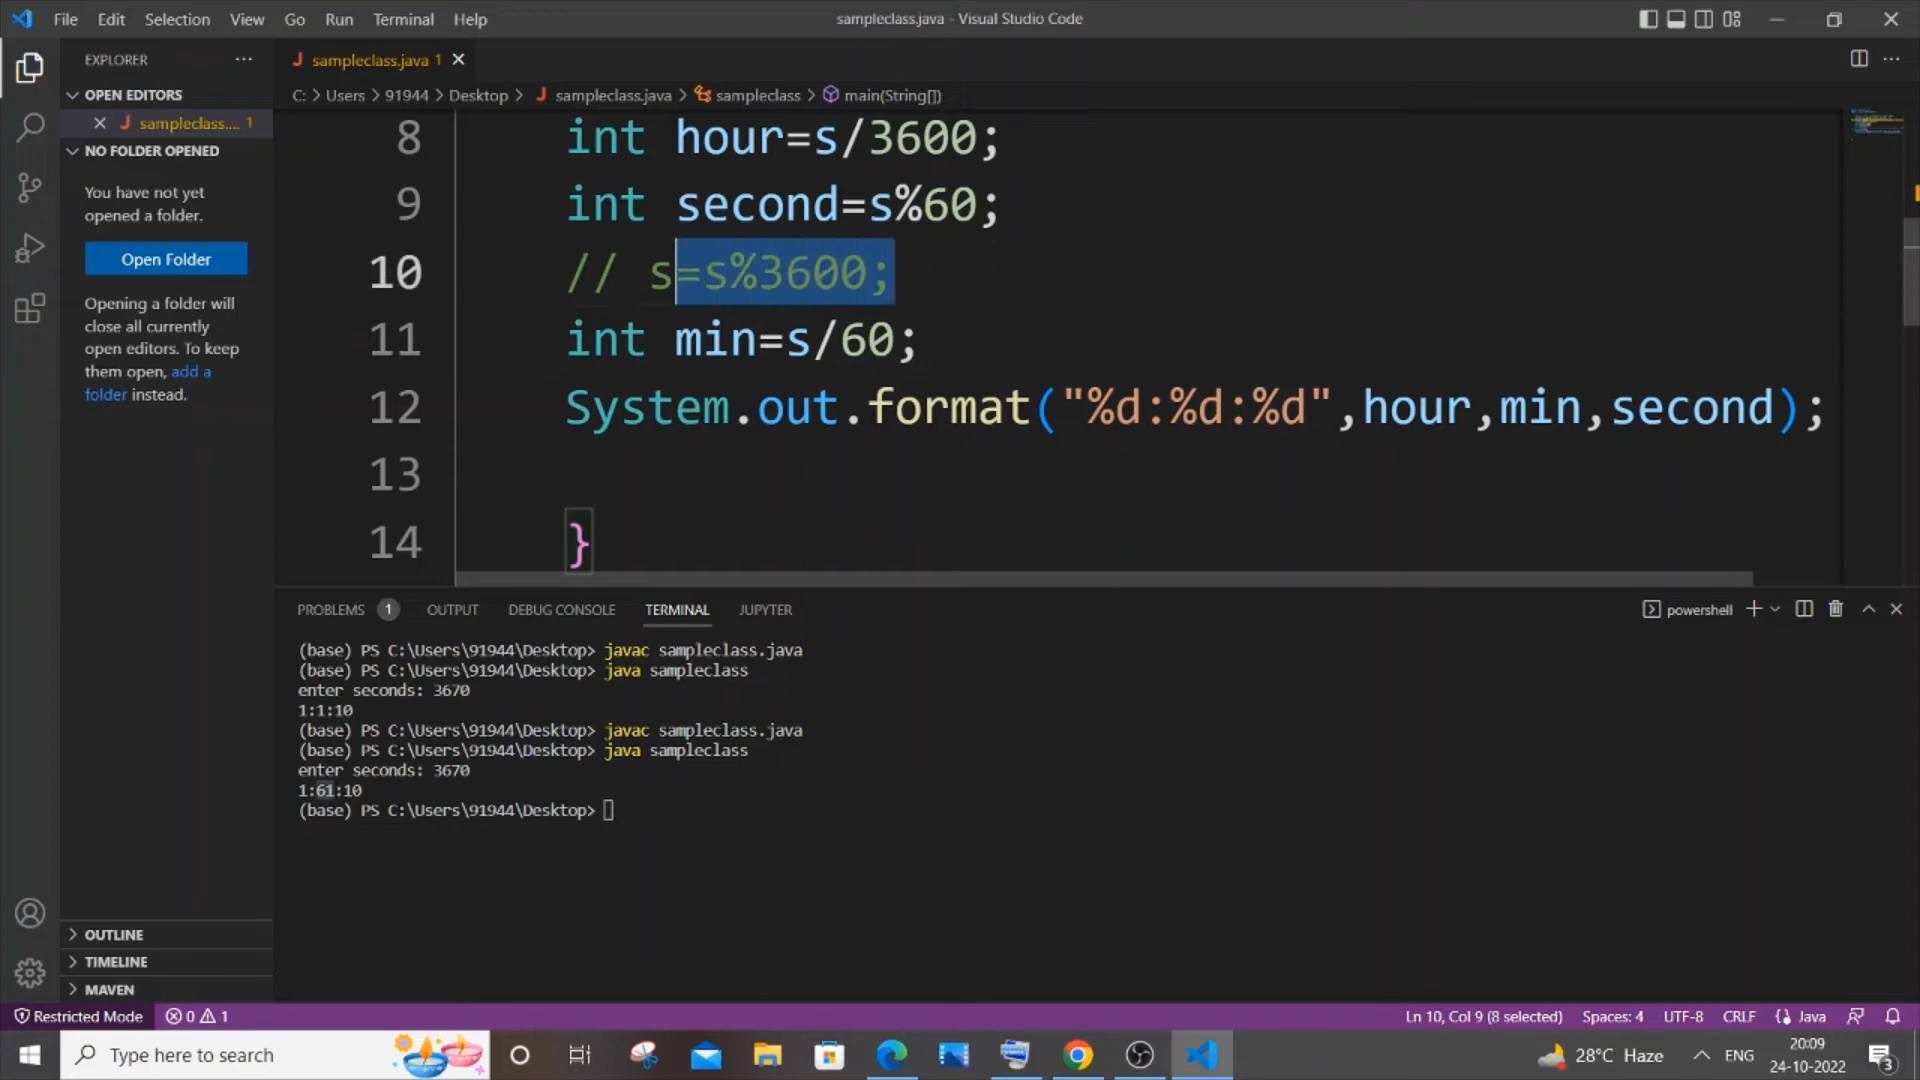 File Edit Selection View Go Run Terminal Help
sampleclass.java - Visual Studio Code
EXPLORER
OPEN EDITORS
J sampleclass.... 1
NO FOLDER OPENED
You have not yet
opened a folder.
Open Folder
Opening a folder will
close all currently
open editors. To keep
them open, add a
folder instead.
OUTLINE
TIMELINE
MAVEN
J sampleclass.java 1
C: > Users > 91944 > Desktop > J sampleclass.java > sampleclass > main(String[])
8 int hour=s/3600;
9 int second=s%60;
10 // s=s%3600;
11 int min=s/60;
12 System.out.format("%d:%d:%d",hour,min,second);
13
14 }
PROBLEMS 1 OUTPUT DEBUG CONSOLE TERMINAL JUPYTER
powershell
(base) PS C:\Users\91944\Desktop> javac sampleclass.java
(base) PS C:\Users\91944\Desktop> java sampleclass
enter seconds: 3670
1:1:10
(base) PS C:\Users\91944\Desktop> javac sampleclass.java
(base) PS C:\Users\91944\Desktop> java sampleclass
enter seconds: 3670
1:61:10
(base) PS C:\Users\91944\Desktop>
Restricted Mode 0 1
Ln 10, Col 9 (8 selected) Spaces: 4 UTF-8 CRLF Java
Type here to search
28°C Haze ENG
20:09
24-10-2022
3